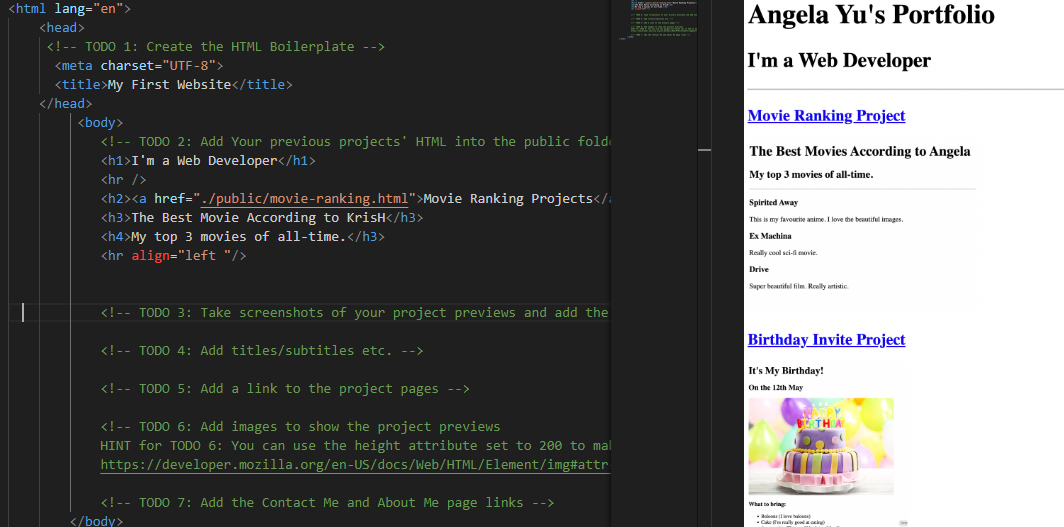 <html lang="en">
<head>
<!-- TODO 1: Create the HTML Boilerplate -->
<meta charset="UTF-8">
<title>My First Website</title>
</head>
<body>
<!-- TODO 2: Add Your previous projects' HTML into the public
<h1>I'm a Web Developer</h1>
<hr />
<h2><a href="./public/movie-ranking.html">Movie Ranking Projects</
<h3>The Best Movie According to KrisH</h3>
<h4>My top 3 movies of all-time.</h3>
<hr align="left "/>
<!-- TODO 3: Take screenshots of your project previews and add the
<!-- TODO 4: Add titles/subtitles etc. -->
<!-- TODO 5: Add a link to the project pages -->
<!-- TODO 6: Add images to show the project previews
HINT for TODO 6: You can use the height attribute set to 200 to
https://developer.mozilla.org/en-US/docs/Web/HTML/Element/img#attr
<!-- TODO 7: Add the Contact Me and About Me page links -->
</body>
Angela Yu's Portfolio
I'm a Web Developer
Movie Ranking Project
The Best Movies According to Angela
My top 3 movies of all-time.
Spirited Away
This is my favourite anime. I love the beautiful images.
Ex Machina
Really cool sci-fi movie.
Drive
Super beautiful film. Really artistic.
Birthday Invite Project
It's My Birthday!
On the 12th May
HAPPY
BIRTHDAY
What to bring:
• Baloons (I love baloons)
• Cake (I'm really good at eating)